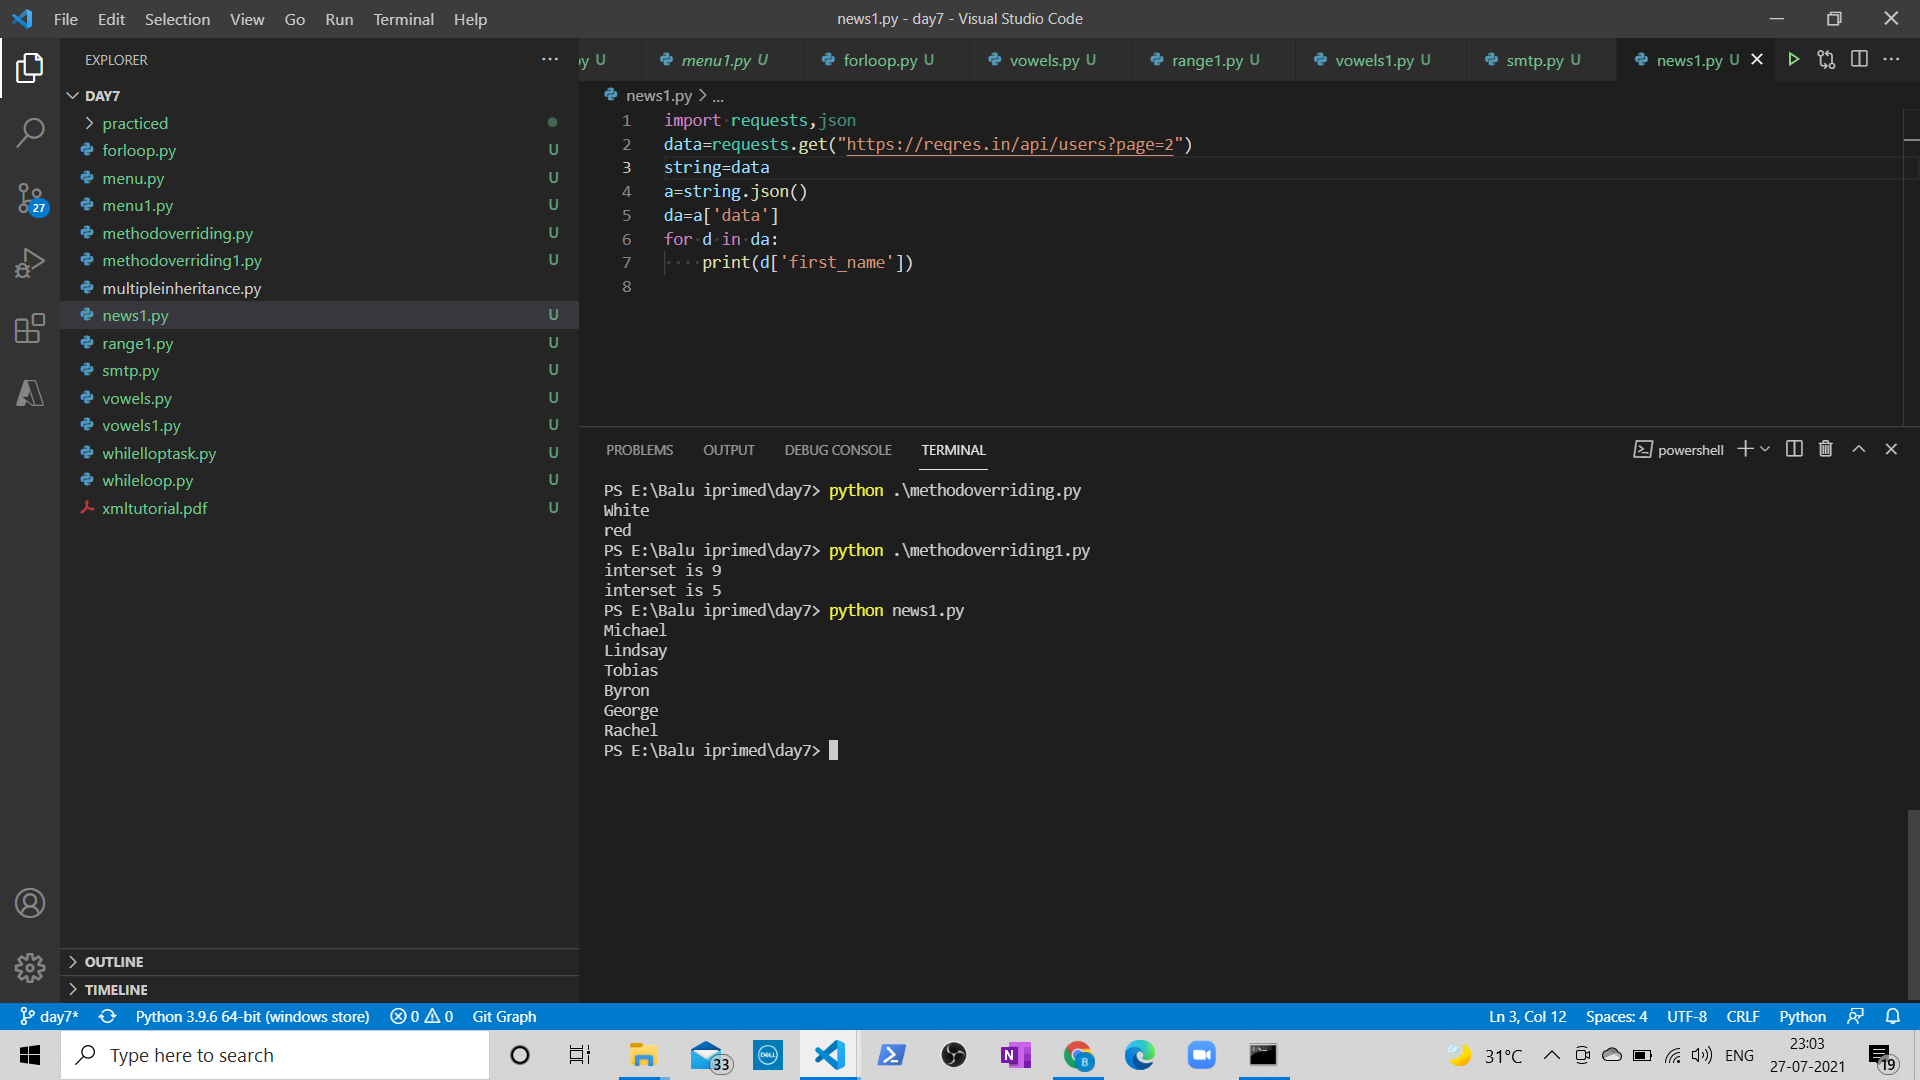 File Edit Selection View Go Run Terminal Help
news1.py - day7 - Visual Studio Code
EXPLORER
py U
menu1.py U
forloop.py U
vowels.py U
range1.py U
vowels1.py U
smtp.py U
news1.py U
DAY7
practiced
forloop.py U
menu.py U
menu1.py U
methodoverriding.py U
methodoverriding1.py U
multipleinheritance.py
news1.py U
range1.py U
smtp.py U
vowels.py U
vowels1.py U
whilelloptask.py U
whileloop.py U
xmltutorial.pdf U
OUTLINE
TIMELINE
27
news1.py > ...
1 import requests,json
2 data=requests.get("https://reqres.in/api/users?page=2")
3 string=data
4 a=string.json()
5 da=a['data']
6 for d in da:
7 print(d['first_name'])
8
PROBLEMS OUTPUT DEBUG CONSOLE TERMINAL
powershell
PS E:\Balu iprimed\day7> python .\methodoverriding.py
White
red
PS E:\Balu iprimed\day7> python .\methodoverriding1.py
interset is 9
interset is 5
PS E:\Balu iprimed\day7> python news1.py
Michael
Lindsay
Tobias
Byron
George
Rachel
PS E:\Balu iprimed\day7>
day7* Python 3.9.6 64-bit (windows store) 0 0 Git Graph
Ln 3, Col 12 Spaces: 4 UTF-8 CRLF Python
Type here to search
33
DELL
N
B
31°C
ENG
23:03
27-07-2021
19